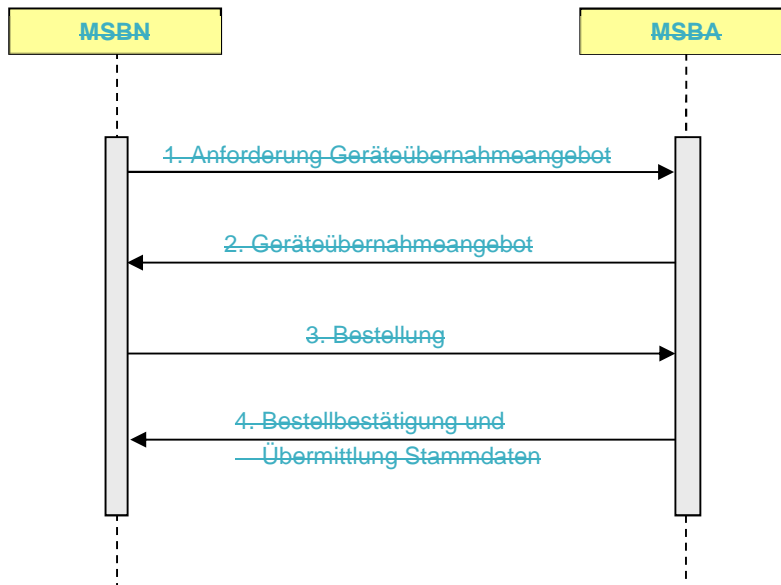 MSBN
MSBA
1. Anforderung Geräteübernahmeangebot
2. Geräteübernahmeangebot
3. Bestellung
4. Bestellbestätigung und
Übermittlung Stammdaten